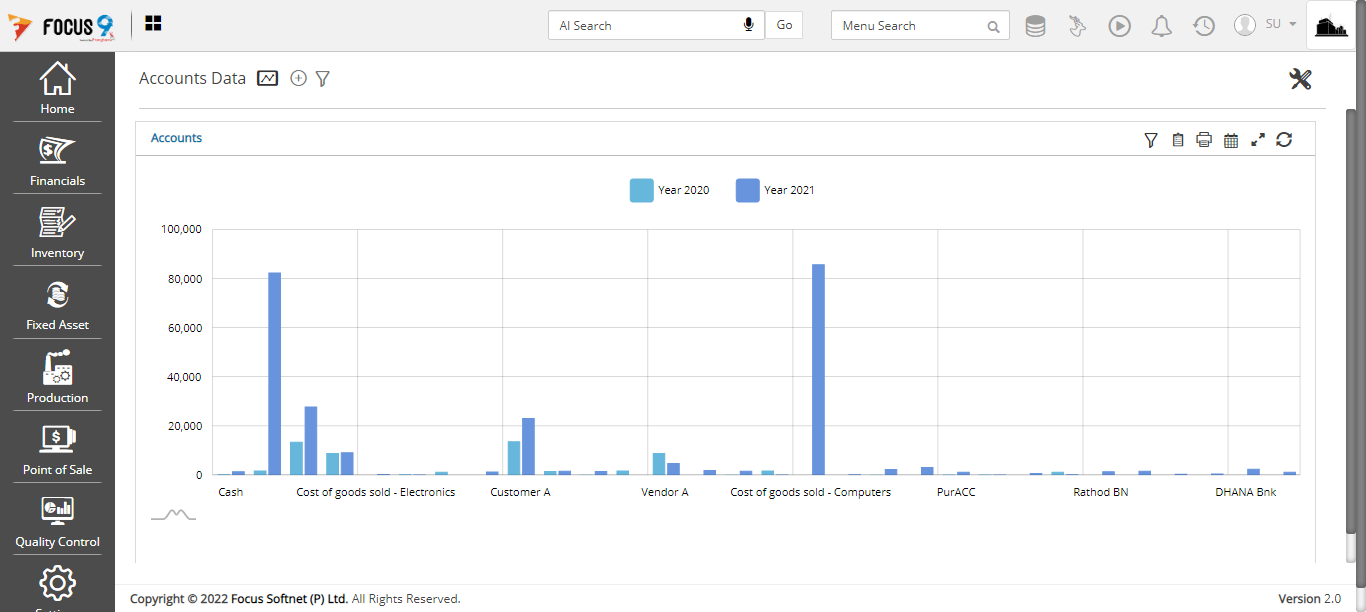 FOCUS 9
AI Search
Go
Menu Search
SU
Home
Financials
Inventory
Fixed Asset
Production
Point of Sale
Quality Control
Accounts Data
Accounts
Year 2020
Year 2021
100,000
80,000
60,000
40,000
20,000
0
Cash
Cost of goods sold - Electronics
Customer A
Vendor A
Cost of goods sold - Computers
PurACC
Rathod BN
DHANA Bnk
Copyright © 2022 Focus Softnet (P) Ltd. All Rights Reserved.
Version 2.0